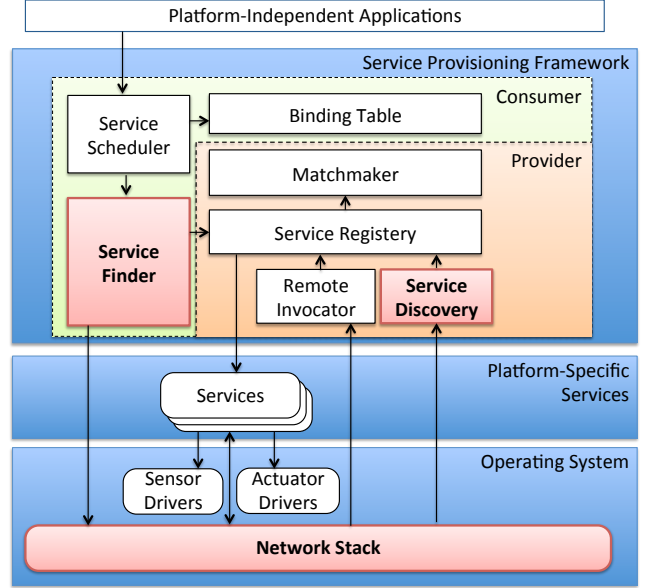 Platform-Independent Applications
Service Provisioning Framework
Consumer
Service
Scheduler
Binding Table
Provider
Matchmaker
Service
Finder
Service Registery
Remote
Invocator
Service
Discovery
Platform-Specific
Services
Services
Operating System
Sensor
Drivers
Actuator
Drivers
Network Stack